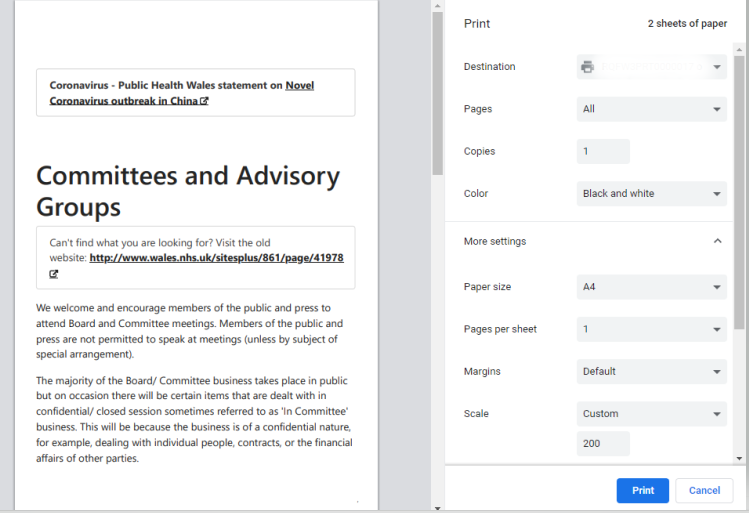 Coronavirus - Public Health Wales statement on Novel
Coronavirus outbreak in China
Committees and Advisory
Groups
Can't find what you are looking for? Visit the old
website: http://www.wales.nhs.uk/sitesplus/861/page/41978
We welcome and encourage members of the public and press to
attend Board and Committee meetings. Members of the public and
press are not permitted to speak at meetings (unless by subject of
special arrangement).
The majority of the Board/ Committee business takes place in public
but on occasion there will be certain items that are dealt with in
confidential/ closed session sometimes referred to as 'In Committee'
business. This will be because the business is of a confidential nature,
for example, dealing with individual people, contracts, or the financial
affairs of other parties.
Print
2 sheets of paper
Destination
Pages
All
Copies
1
Color
Black and white
More settings
Paper size
A4
Pages per sheet
1
Margins
Default
Scale
Custom
200
Print
Cancel